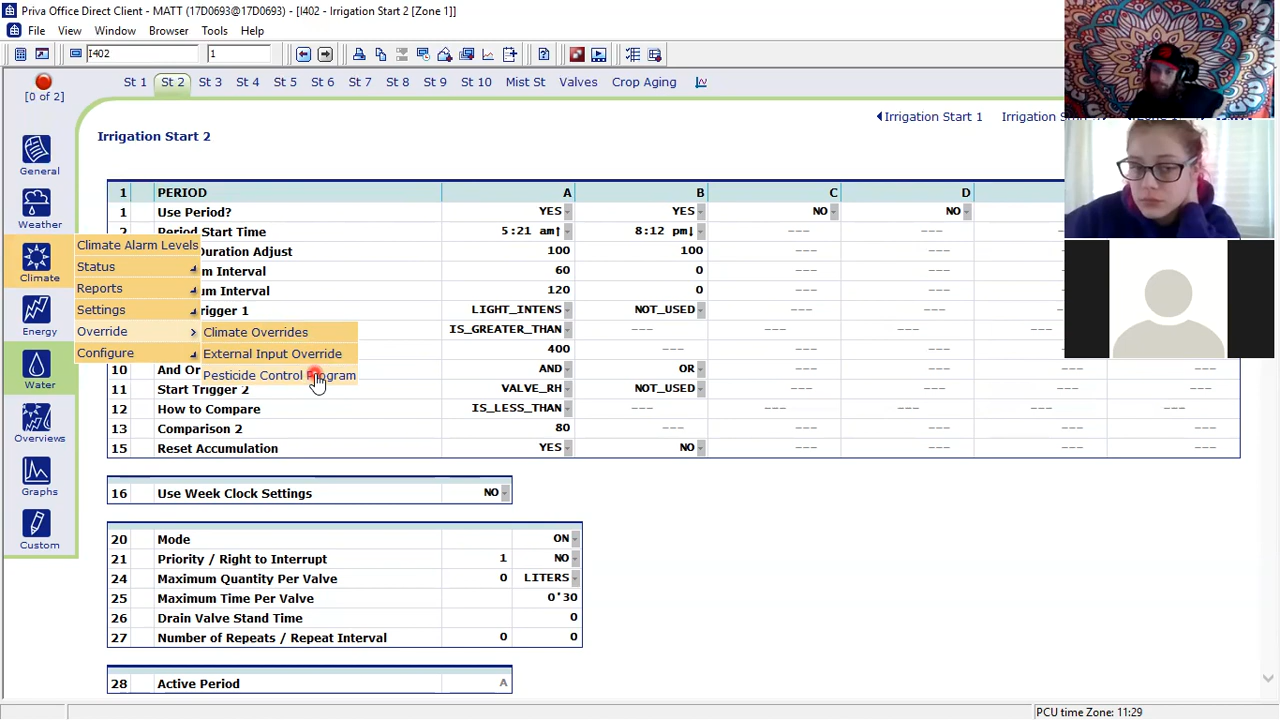 Priva Office Direct Client - MATT (17D0693@17D0693) - [I402 - Irrigation Start 2 [Zone 1]]
File View Window Browser Tools Help
I402 1
[0 of 2] St 1 St 2 St 3 St 4 St 5 St 6 St 7 St 8 St 9 St 10 Mist St Valves Crop Aging
Irrigation Start 1
Irrigation Start 2
General
Weather
Climate
Energy
Water
Overviews
Graphs
Custom
Climate Alarm Levels
Status
Reports
Settings
Override
Configure
Climate Overrides
External Input Override
Pesticide Control Program
1 PERIOD A B C D
1 Use Period? YES YES NO NO
2 Period Start Time 5:21 am↑ 8:12 pm↓ --- --- --- ---
Duration Adjust 100 100 --- --- --- ---
Interval 60 0 --- --- --- ---
Interval 120 0 --- --- --- ---
1 LIGHT_INTENS NOT_USED --- --- --- ---
IS_GREATER_THAN --- --- --- --- ---
400 --- --- --- --- ---
10 And Or AND OR --- --- --- ---
11 Start Trigger 2 VALVE_RH NOT_USED --- --- --- ---
12 How to Compare IS_LESS_THAN --- --- --- --- ---
13 Comparison 2 80 --- --- --- --- ---
15 Reset Accumulation YES NO --- --- --- ---
16 Use Week Clock Settings NO
20 Mode ON
21 Priority / Right to Interrupt 1 NO
24 Maximum Quantity Per Valve 0 LITERS
25 Maximum Time Per Valve 0'30
26 Drain Valve Stand Time 0
27 Number of Repeats / Repeat Interval 0 0
28 Active Period A
PCU time Zone: 11:29